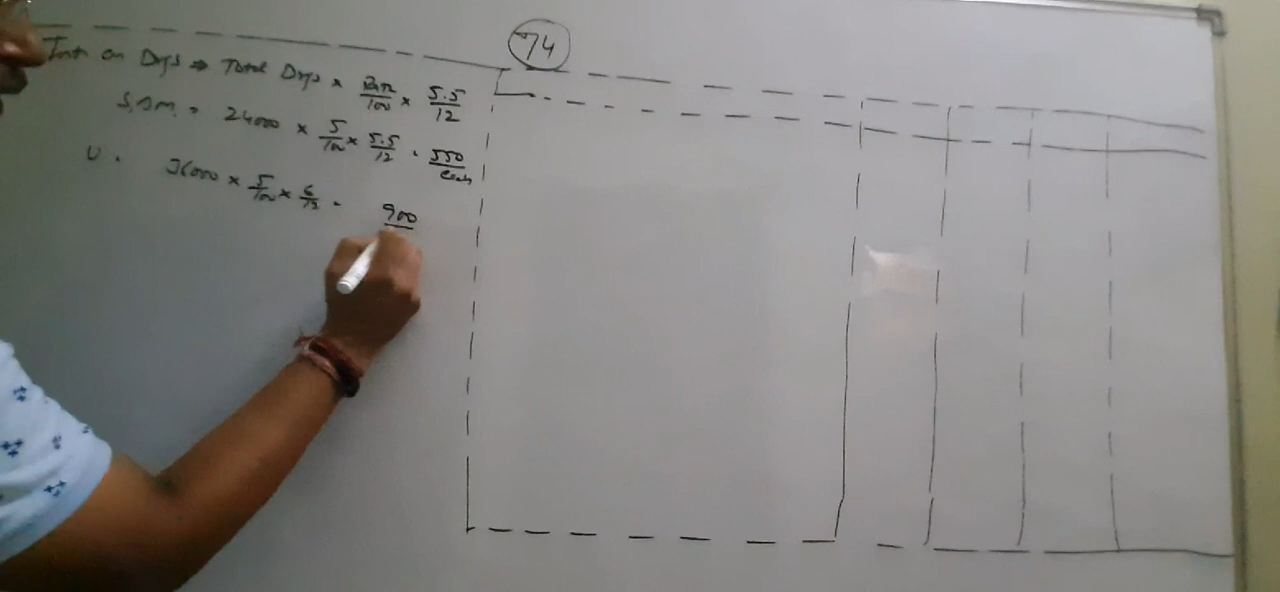 74
Int on Drgs ⇒ Total Drgs × Rate/100 × 5.5/12
S, D M. = 24000 × 5/100 × 5.5/12 = 550 Each
U = 36000 × 5/100 × 6/12 = 900